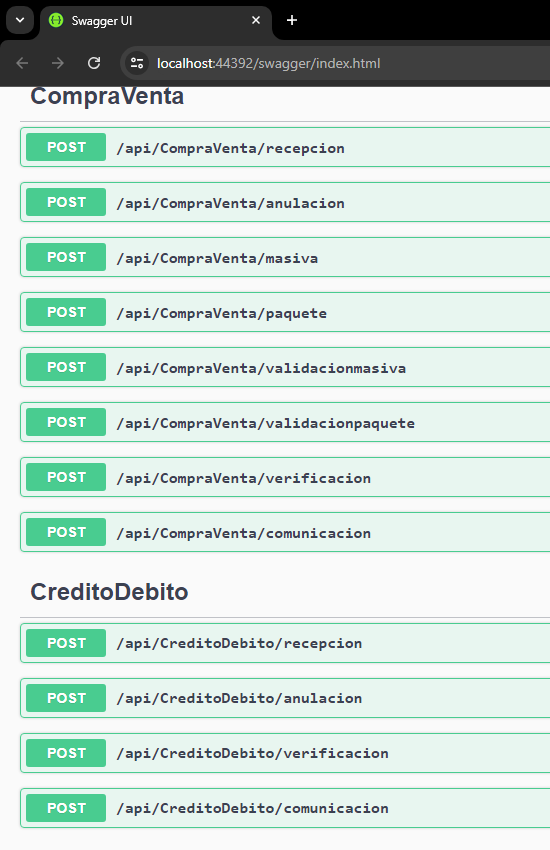 Swagger UI
localhost:44392/swagger/index.html
CompraVenta
POST /api/CompraVenta/recepcion
POST /api/CompraVenta/anulacion
POST /api/CompraVenta/masiva
POST /api/CompraVenta/paquete
POST /api/CompraVenta/validacionmasiva
POST /api/CompraVenta/validacionpaquete
POST /api/CompraVenta/verificacion
POST /api/CompraVenta/comunicacion
CreditoDebito
POST /api/CreditoDebito/recepcion
POST /api/CreditoDebito/anulacion
POST /api/CreditoDebito/verificacion
POST /api/CreditoDebito/comunicacion